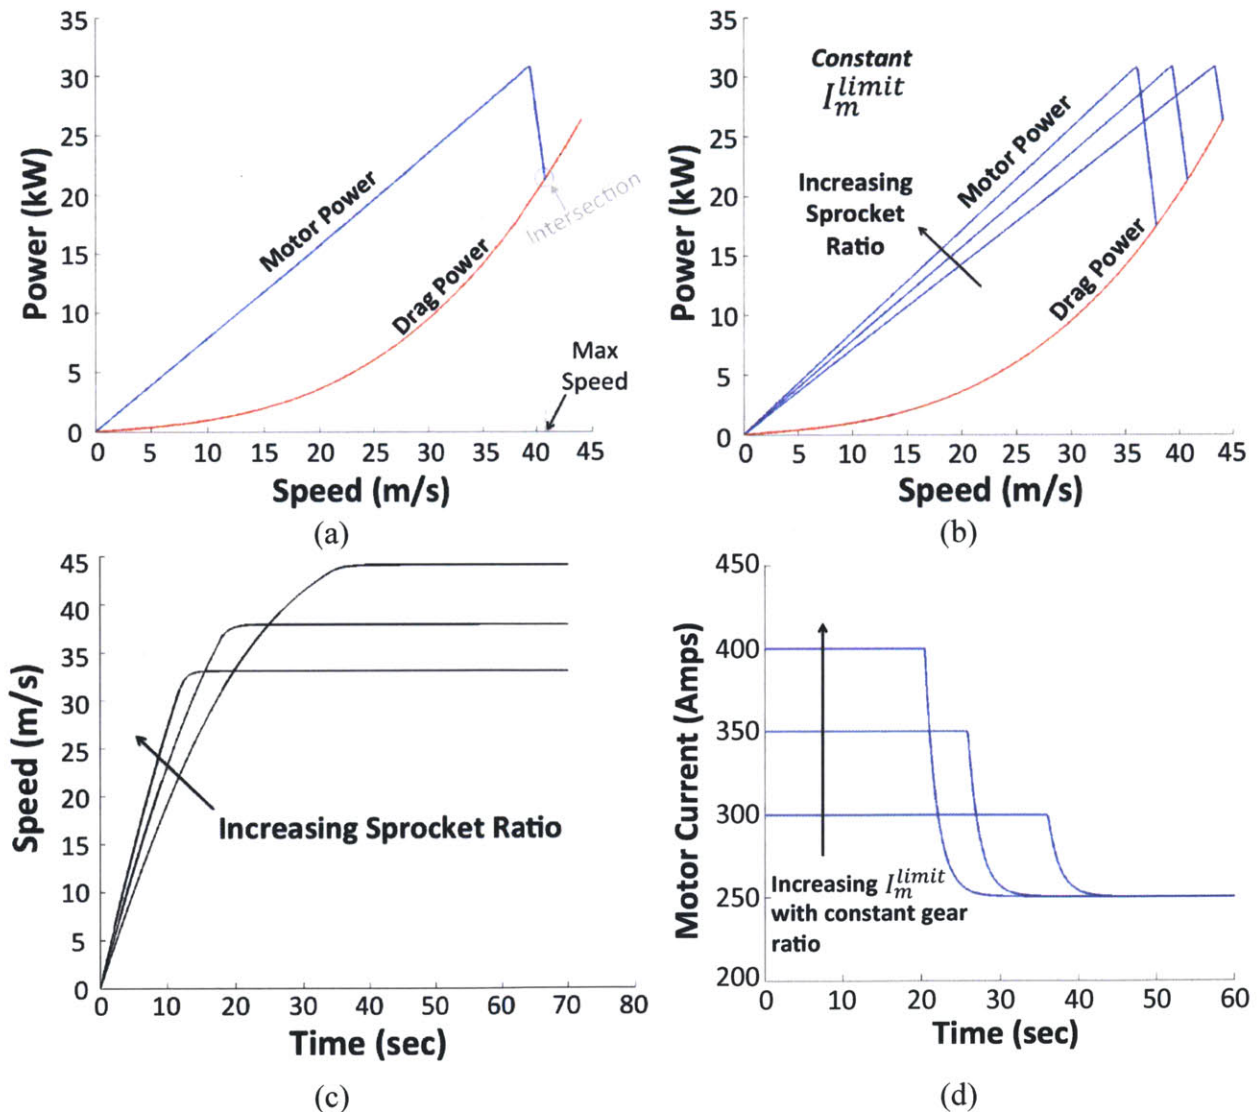 35
30
25
20
15
10
5
0
Power (kW)
Motor Power
Drag Power
Intersection
Max
Speed
0 5 10 15 20 25 30 35 40 45
Speed (m/s)
(a)
35
30
25
20
15
10
5
0
Power (kW)
Constant
I_m^limit
Motor Power
Increasing
Sprocket
Ratio
Drag Power
0 5 10 15 20 25 30 35 40 45
Speed (m/s)
(b)
45
40
35
30
25
20
15
10
5
0
Speed (m/s)
Increasing Sprocket Ratio
0 10 20 30 40 50 60 70 80
Time (sec)
(c)
450
400
350
300
250
200
Motor Current (Amps)
Increasing I_m^limit
with constant gear
ratio
0 10 20 30 40 50 60
Time (sec)
(d)